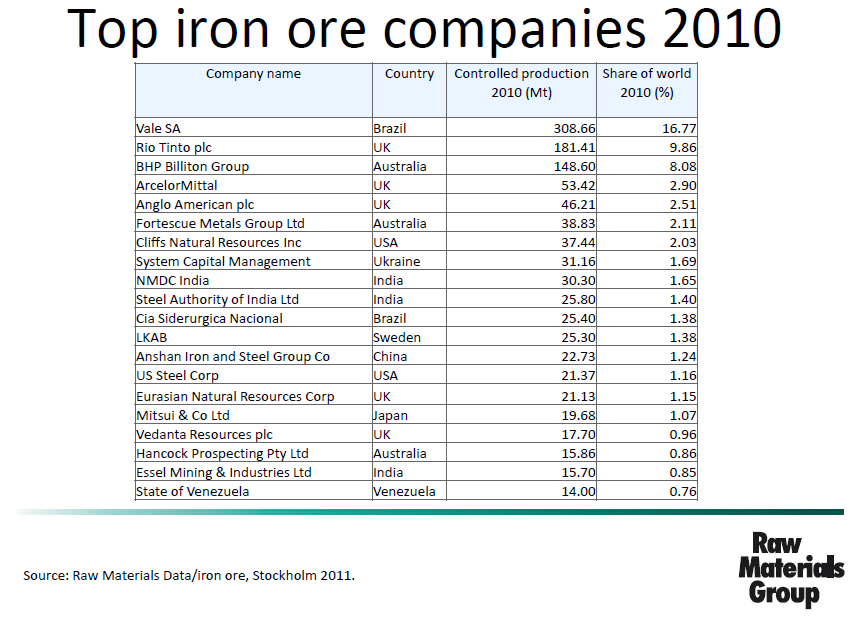 Top iron ore companies 2010
Company name Country Controlled production 2010 (Mt) Share of world 2010 (%)
Vale SA Brazil 308.66 16.77
Rio Tinto plc UK 181.41 9.86
BHP Billiton Group Australia 148.60 8.08
ArcelorMittal UK 53.42 2.90
Anglo American plc UK 46.21 2.51
Fortescue Metals Group Ltd Australia 38.83 2.11
Cliffs Natural Resources Inc USA 37.44 2.03
System Capital Management Ukraine 31.16 1.69
NMDC India India 30.30 1.65
Steel Authority of India Ltd India 25.80 1.40
Cia Siderurgica Nacional Brazil 25.40 1.38
LKAB Sweden 25.30 1.38
Anshan Iron and Steel Group Co China 22.73 1.24
US Steel Corp USA 21.37 1.16
Eurasian Natural Resources Corp UK 21.13 1.15
Mitsui & Co Ltd Japan 19.68 1.07
Vedanta Resources plc UK 17.70 0.96
Hancock Prospecting Pty Ltd Australia 15.86 0.86
Essel Mining & Industries Ltd India 15.70 0.85
State of Venezuela Venezuela 14.00 0.76
Raw
Materials
Group
Source: Raw Materials Data/iron ore, Stockholm 2011.